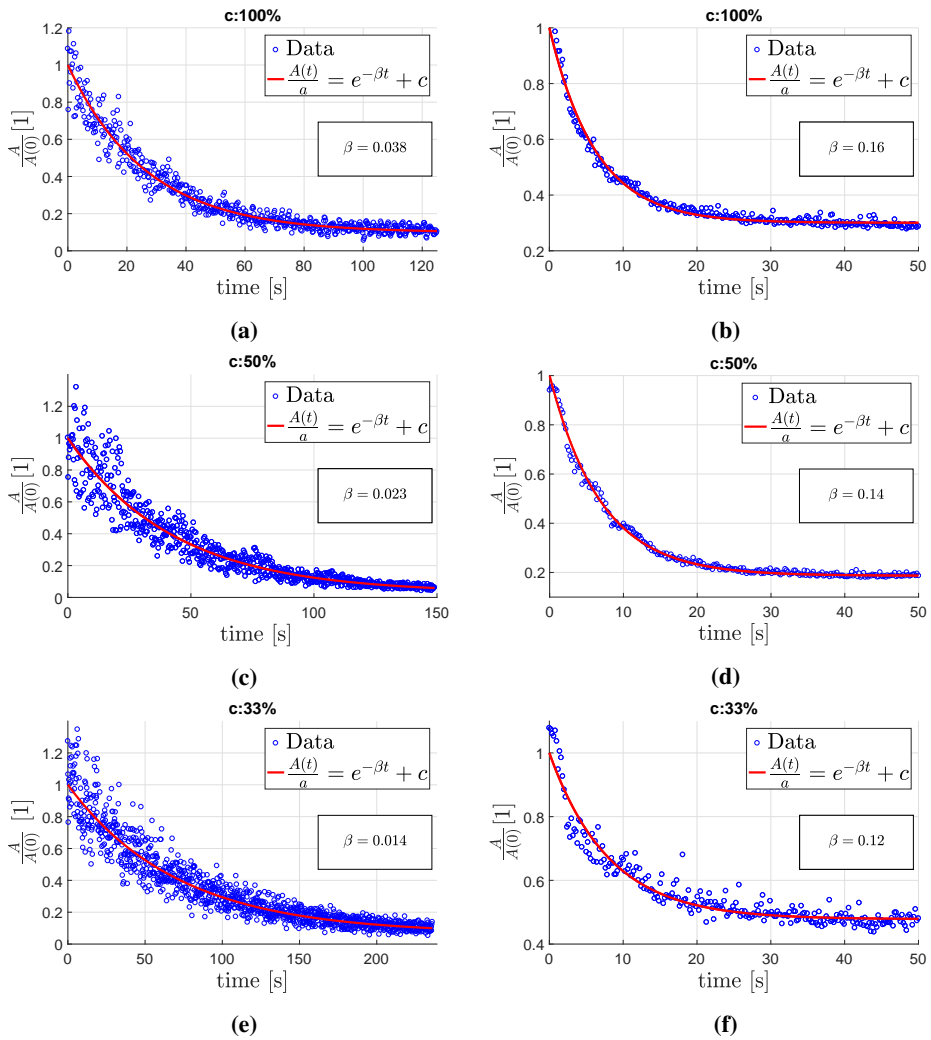 c:100%
A/A(0) [1]
1.2
1
0.8
0.6
0.4
0.2
0
0 20 40 60 80 100 120
time [s]
Data
A(t)/a = e^{-βt} + c
β = 0.038
(a)
c:100%
A/A(0) [1]
1
0.8
0.6
0.4
0.2
0 10 20 30 40 50
time [s]
Data
A(t)/a = e^{-βt} + c
β = 0.16
(b)
c:50%
A/A(0) [1]
1.2
1
0.8
0.6
0.4
0.2
0
0 50 100 150
time [s]
Data
A(t)/a = e^{-βt} + c
β = 0.023
(c)
c:50%
A/A(0) [1]
1
0.8
0.6
0.4
0.2
0 10 20 30 40 50
time [s]
Data
A(t)/a = e^{-βt} + c
β = 0.14
(d)
c:33%
A/A(0) [1]
1.2
1
0.8
0.6
0.4
0.2
0
0 50 100 150 200
time [s]
Data
A(t)/a = e^{-βt} + c
β = 0.014
(e)
c:33%
A/A(0) [1]
1
0.8
0.6
0.4
0 10 20 30 40 50
time [s]
Data
A(t)/a = e^{-βt} + c
β = 0.12
(f)